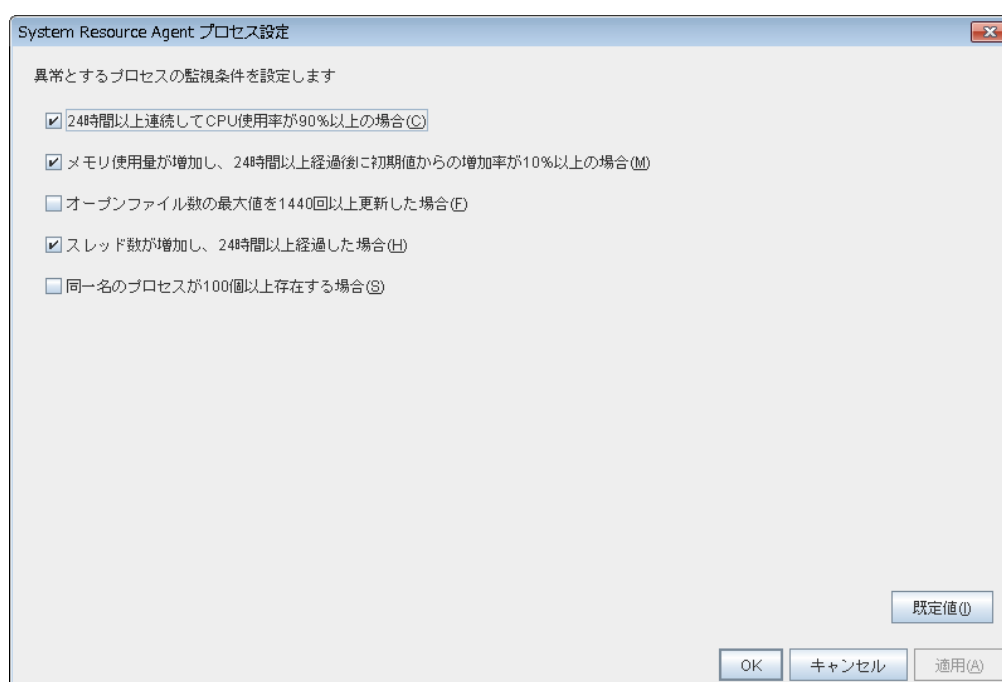 System Resource Agent プロセス設定
異常とするプロセスの監視条件を設定します
24時間以上連続してCPU使用率が90%以上の場合(C)
メモリ使用量が増加し、24時間以上経過後に初期値からの増加率が10%以上の場合(M)
オープンファイル数の最大値を1440回以上更新した場合(F)
スレッド数が増加し、24時間以上経過した場合(H)
同一名のプロセスが100個以上存在する場合(S)
既定値(I)
OK キャンセル 適用(A)